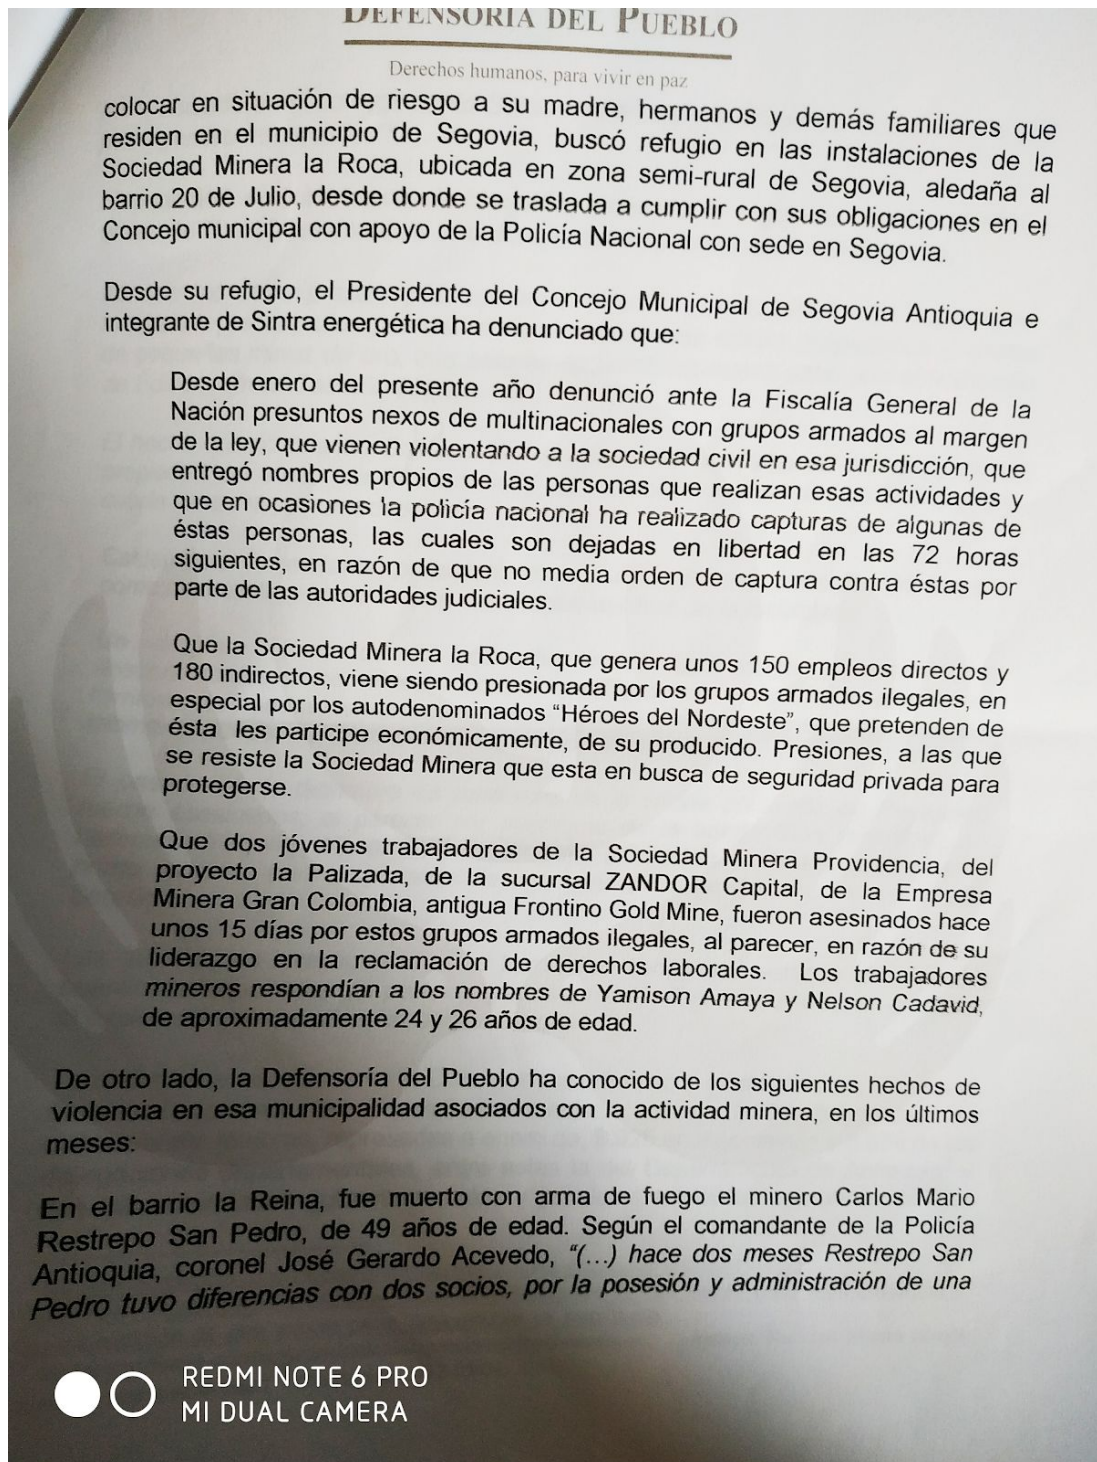 DEFENSORÍA DEL PUEBLO
Derechos humanos, para vivir en paz
colocar en situación de riesgo a su madre, hermanos y demás familiares que
residen en el municipio de Segovia, buscó refugio en las instalaciones de la
Sociedad Minera la Roca, ubicada en zona semi-rural de Segovia, aledaña al
barrio 20 de Julio, desde donde se traslada a cumplir con sus obligaciones en el
Concejo municipal con apoyo de la Policía Nacional con sede en Segovia.
Desde su refugio, el Presidente del Concejo Municipal de Segovia Antioquia e
integrante de Sintra energética ha denunciado que:
Desde enero del presente año denunció ante la Fiscalía General de la
Nación presuntos nexos de multinacionales con grupos armados al margen
de la ley, que vienen violentando a la sociedad civil en esa jurisdicción, que
entregó nombres propios de las personas que realizan esas actividades y
que en ocasiones la policía nacional ha realizado capturas de algunas de
éstas personas, las cuales son dejadas en libertad en las 72 horas
siguientes, en razón de que no media orden de captura contra éstas por
parte de las autoridades judiciales.
Que la Sociedad Minera la Roca, que genera unos 150 empleos directos y
180 indirectos, viene siendo presionada por los grupos armados ilegales, en
especial por los autodenominados “Héroes del Nordeste”, que pretenden de
ésta les participe económicamente, de su producido. Presiones, a las que
se resiste la Sociedad Minera que esta en busca de seguridad privada para
protegerse.
Que dos jóvenes trabajadores de la Sociedad Minera Providencia, del
proyecto la Palizada, de la sucursal ZANDOR Capital, de la Empresa
Minera Gran Colombia, antigua Frontino Gold Mine, fueron asesinados hace
unos 15 días por estos grupos armados ilegales, al parecer, en razón de su
liderazgo en la reclamación de derechos laborales. Los trabajadores
mineros respondían a los nombres de Yamison Amaya y Nelson Cadavid,
de aproximadamente 24 y 26 años de edad.
De otro lado, la Defensoría del Pueblo ha conocido de los siguientes hechos de
violencia en esa municipalidad asociados con la actividad minera, en los últimos
meses:
En el barrio la Reina, fue muerto con arma de fuego el minero Carlos Mario
Restrepo San Pedro, de 49 años de edad. Según el comandante de la Policía
Antioquia, coronel José Gerardo Acevedo, “(...) hace dos meses Restrepo San
Pedro tuvo diferencias con dos socios, por la posesión y administración de una
REDMI NOTE 6 PRO
MI DUAL CAMERA